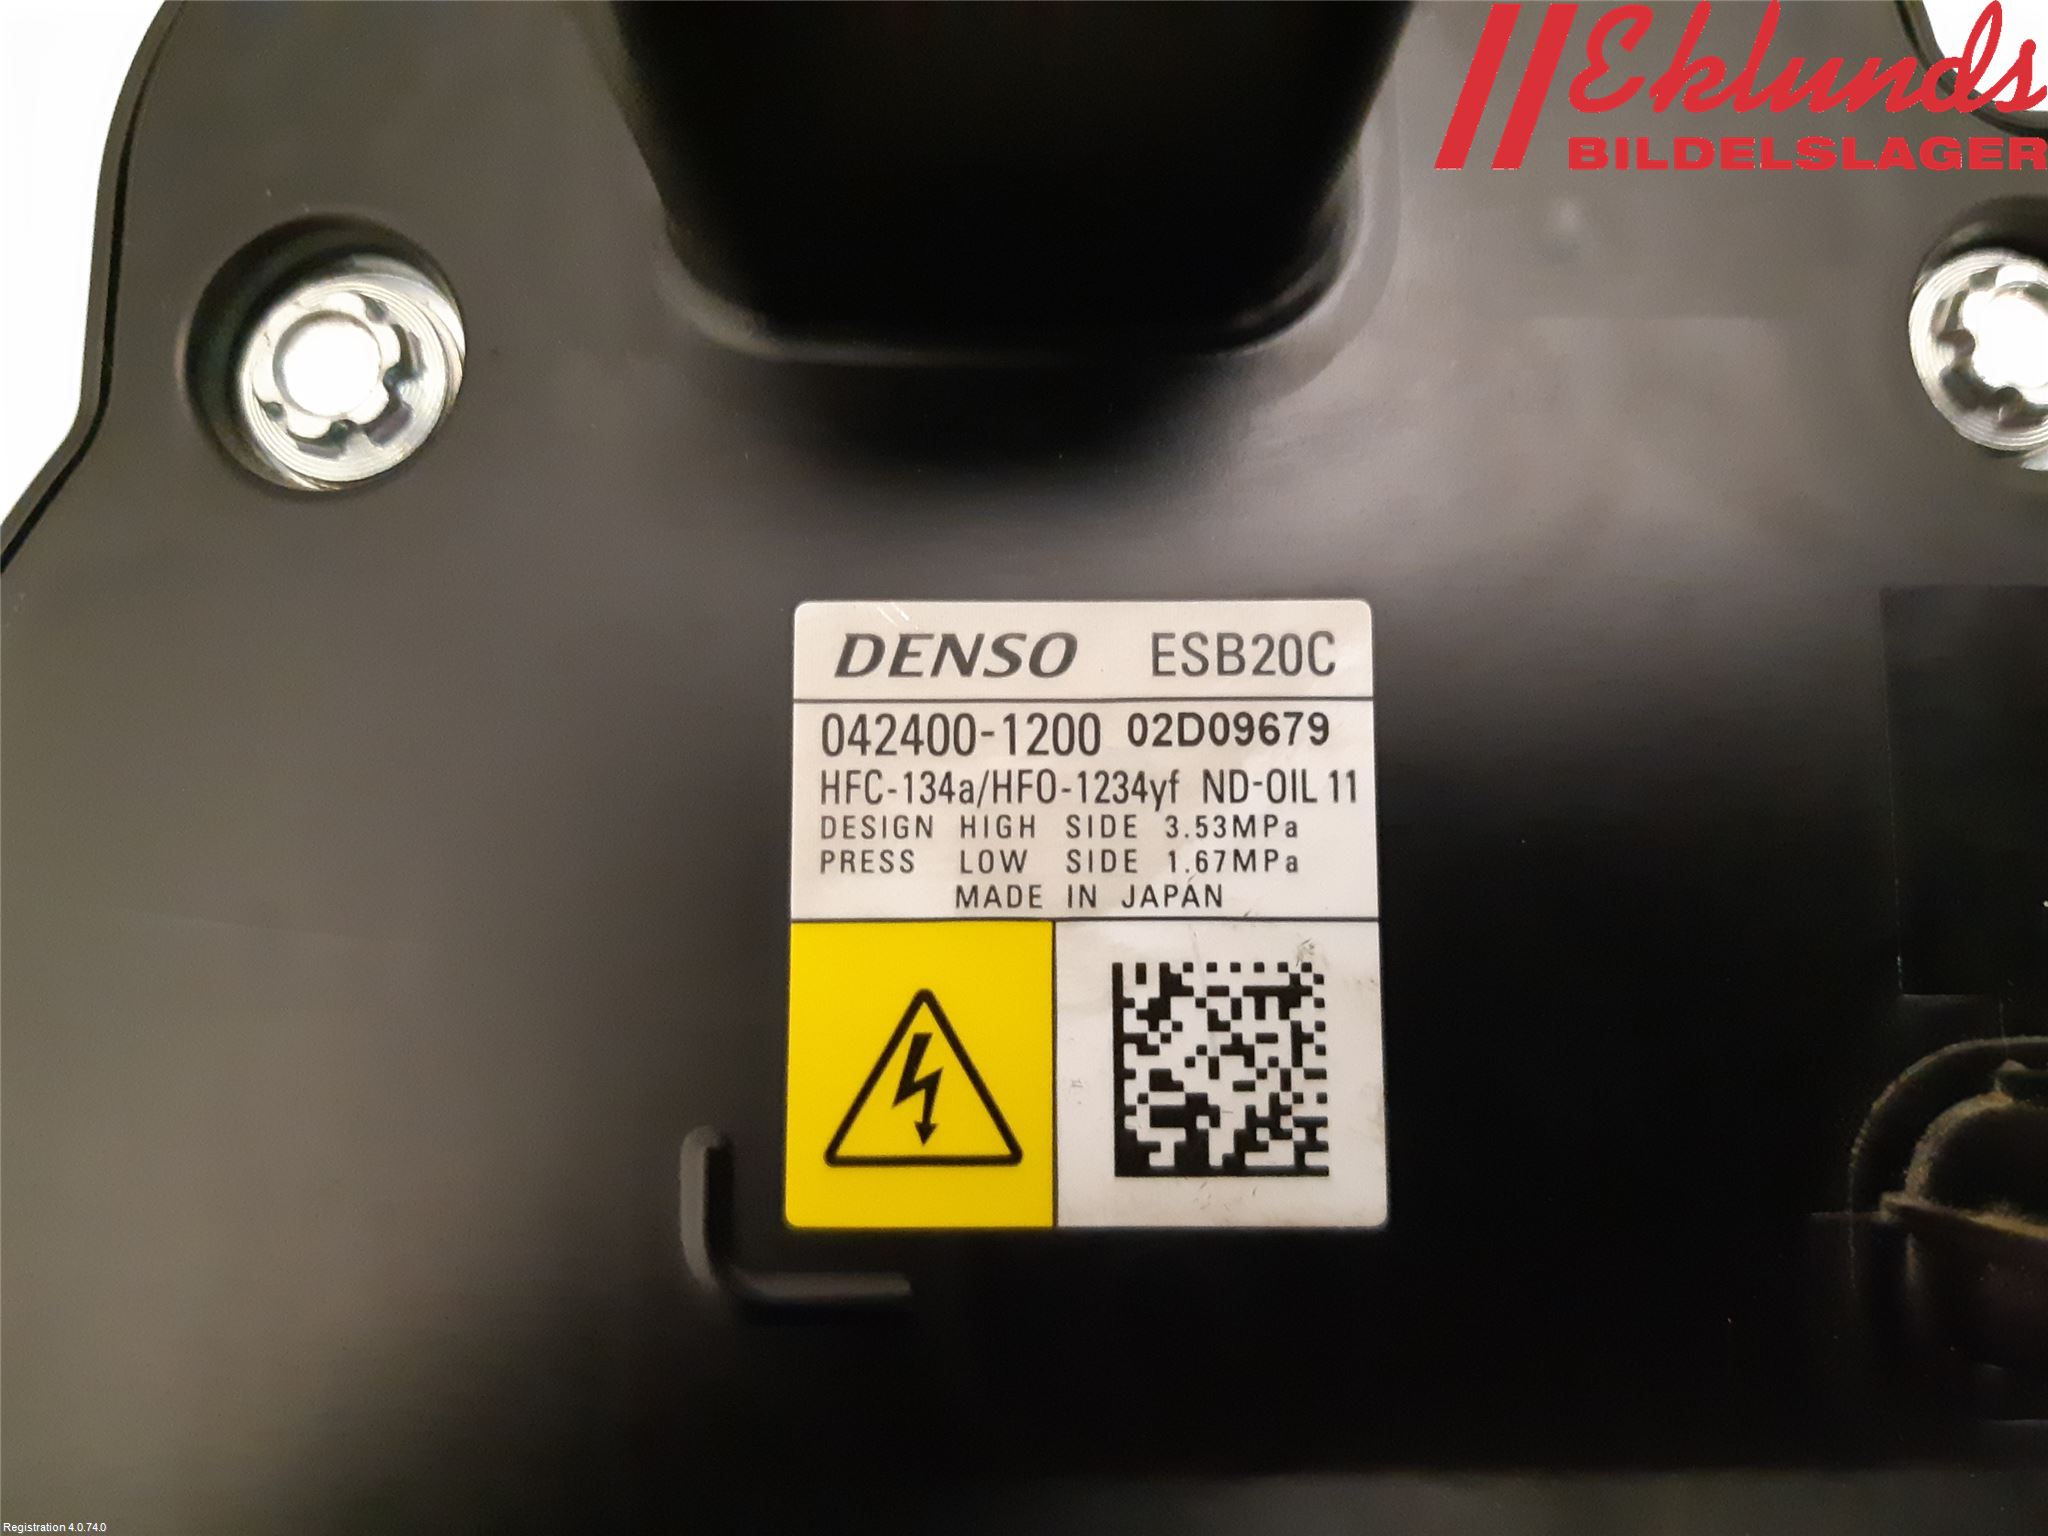 Eklunds
BILDELSLAGER
DENSO ESB20C
042400-1200 02D09679
HFC-134a/HFO-1234yf ND-OIL 11
DESIGN HIGH SIDE 3.53MPa
PRESS LOW SIDE 1.67MPa
MADE IN JAPAN
Registration 4.0.74.0